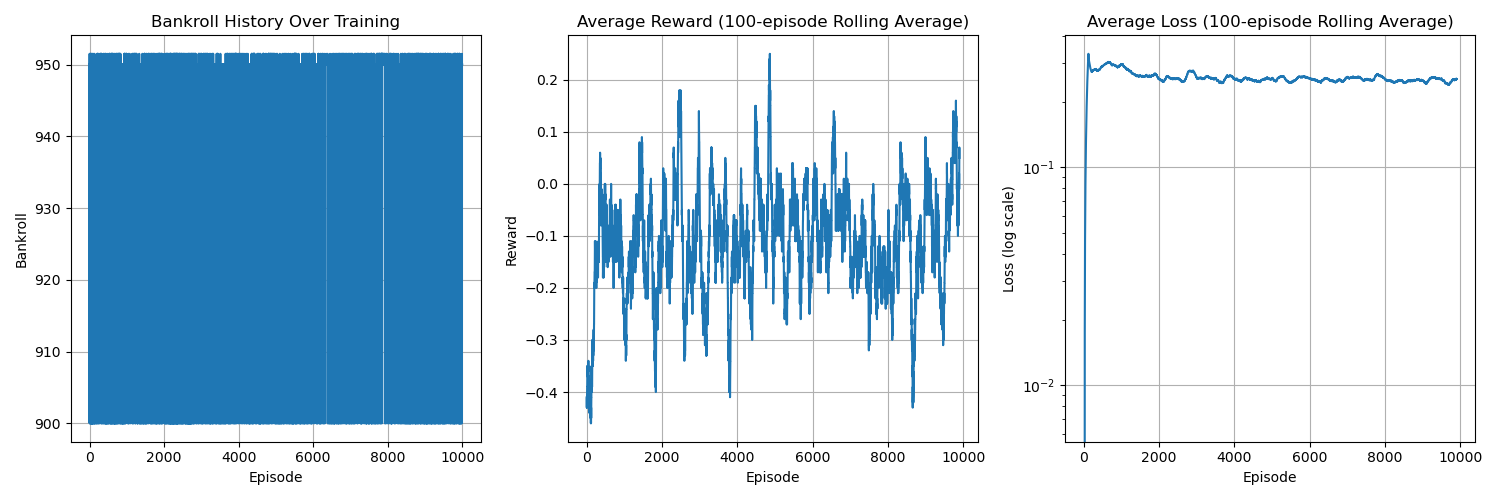 Bankroll History Over Training
Bankroll
950
940
930
920
910
900
0 2000 4000 6000 8000 10000
Episode
Average Reward (100-episode Rolling Average)
Reward
0.2
0.1
0.0
−0.1
−0.2
−0.3
−0.4
0 2000 4000 6000 8000 10000
Episode
Average Loss (100-episode Rolling Average)
Loss (log scale)
10⁻¹
10⁻²
0 2000 4000 6000 8000 10000
Episode